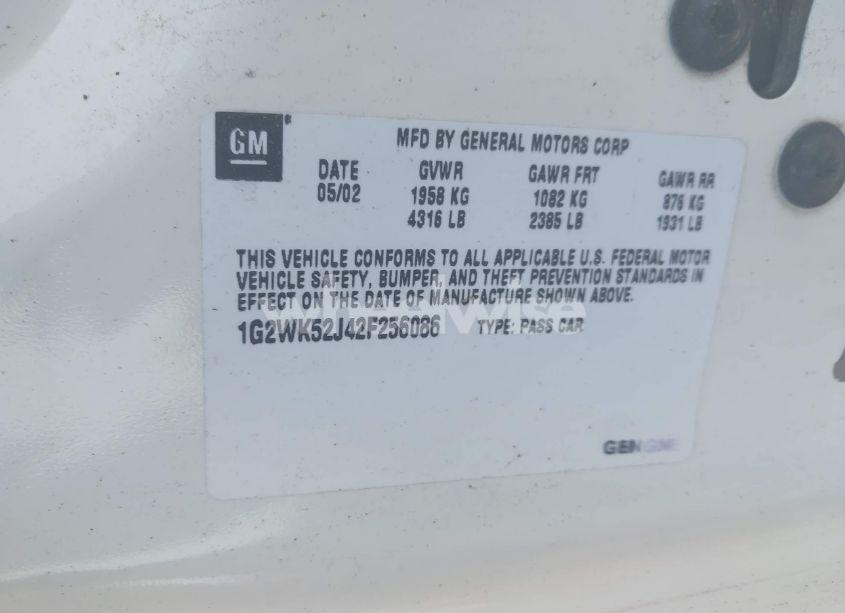 GM
MFD BY GENERAL MOTORS CORP
DATE GVWR GAWR FRT GAWR RR
05/02 1958 KG 1082 KG 876 KG
4316 LB 2385 LB 1931 LB
THIS VEHICLE CONFORMS TO ALL APPLICABLE U.S. FEDERAL MOTOR
VEHICLE SAFETY, BUMPER, AND THEFT PREVENTION STANDARDS IN
EFFECT ON THE DATE OF MANUFACTURE SHOWN ABOVE.
wheelwise
1G2WK52J42F256086 TYPE: PASS CAR